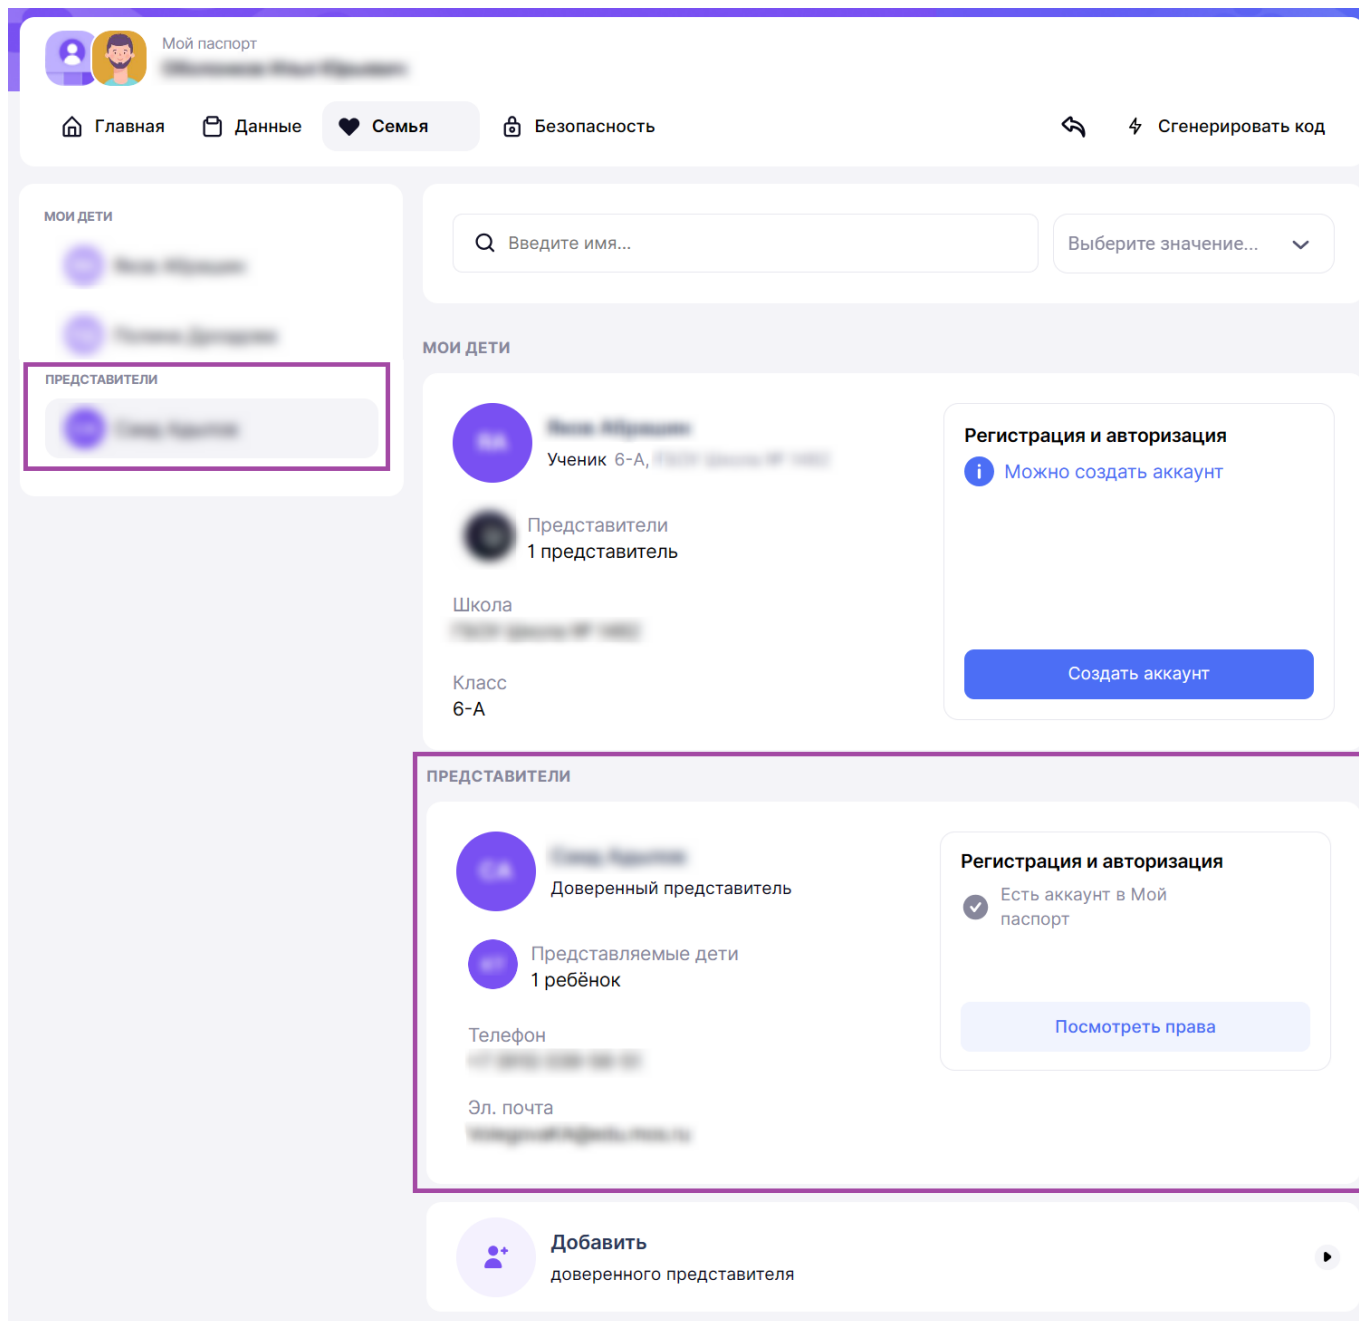 Мой паспорт
Главная
Данные
Семья
Безопасность
Сгенерировать код
МОИ ДЕТИ
ПРЕДСТАВИТЕЛИ
Введите имя...
Выберите значение...
МОИ ДЕТИ
Ученик 6-А,
Представители
1 представитель
Школа
Класс
6-А
Регистрация и авторизация
Можно создать аккаунт
Создать аккаунт
ПРЕДСТАВИТЕЛИ
СА
Доверенный представитель
Представляемые дети
1 ребёнок
Телефон
Эл. почта
Регистрация и авторизация
Есть аккаунт в Мой
паспорт
Посмотреть права
Добавить
доверенного представителя